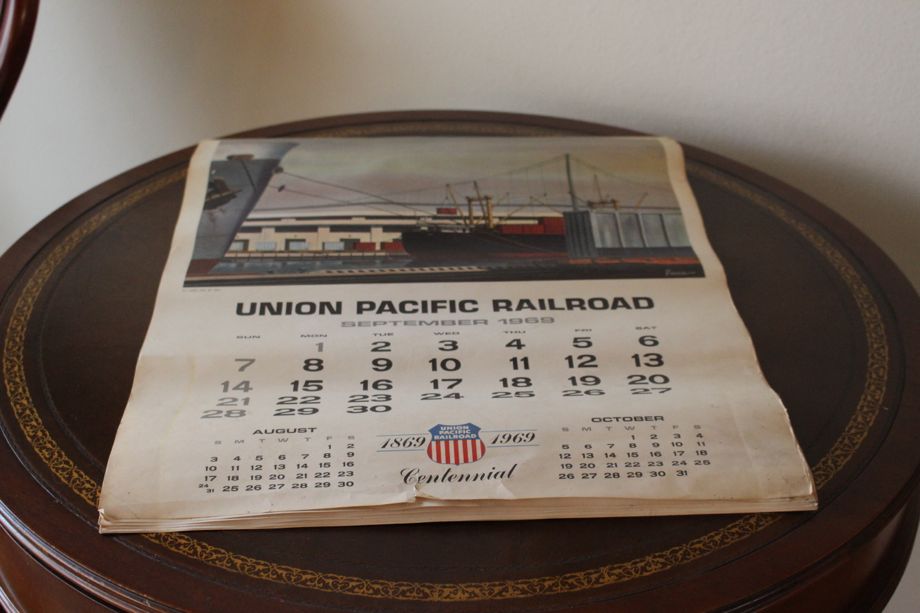 UNION PACIFIC RAILROAD
SEPTEMBER 1969
SUN MON TUE WED THU FRI SAT
1 2 3 4 5 6
7 8 9 10 11 12 13
14 15 16 17 18 19 20
21 22 23 24 25 26 27
28 29 30
AUGUST
S M T W T F S
1 2
3 4 5 6 7 8 9
10 11 12 13 14 15 16
17 18 19 20 21 22 23
24 25 26 27 28 29 30
31
1869 1969
UNION
PACIFIC
RAILROAD
Centennial
OCTOBER
S M T W T F S
1 2 3 4
5 6 7 8 9 10 11
12 13 14 15 16 17 18
19 20 21 22 23 24 25
26 27 28 29 30 31